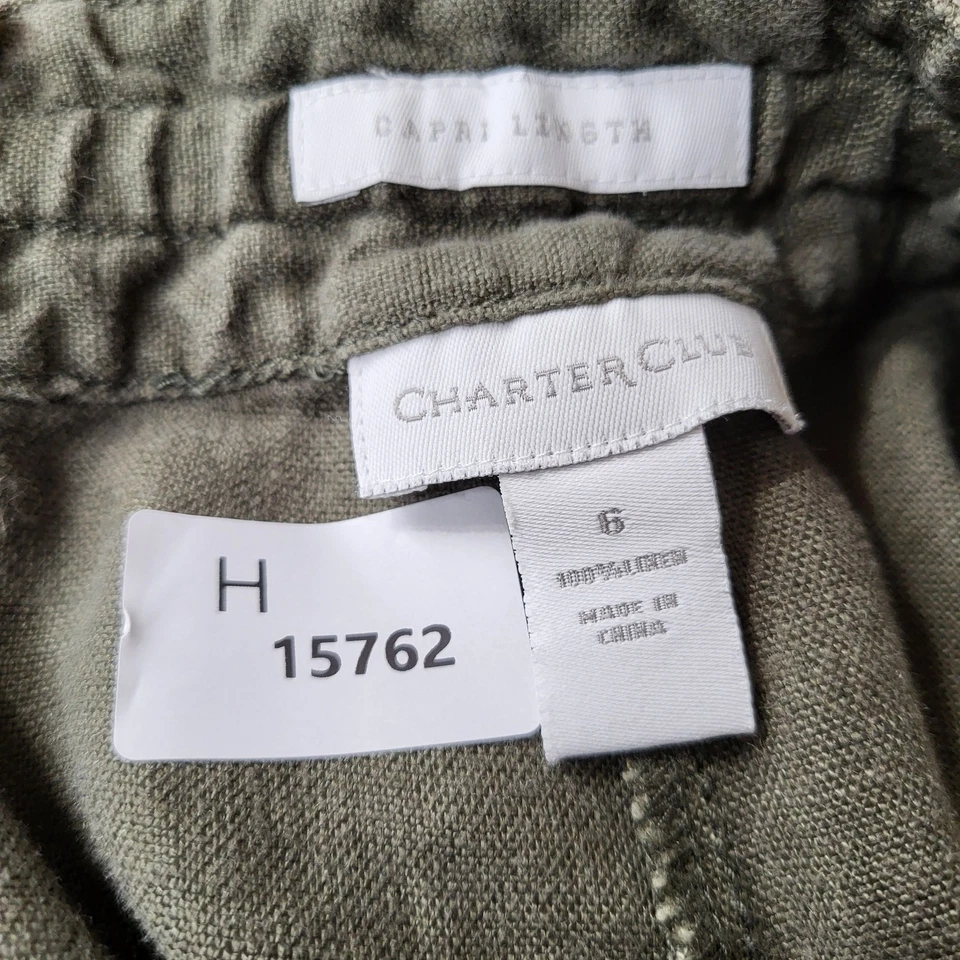 CAPRI LENGTH
CHARTER CLUB
6
100% LINEN
MADE IN
CHINA
H
15762